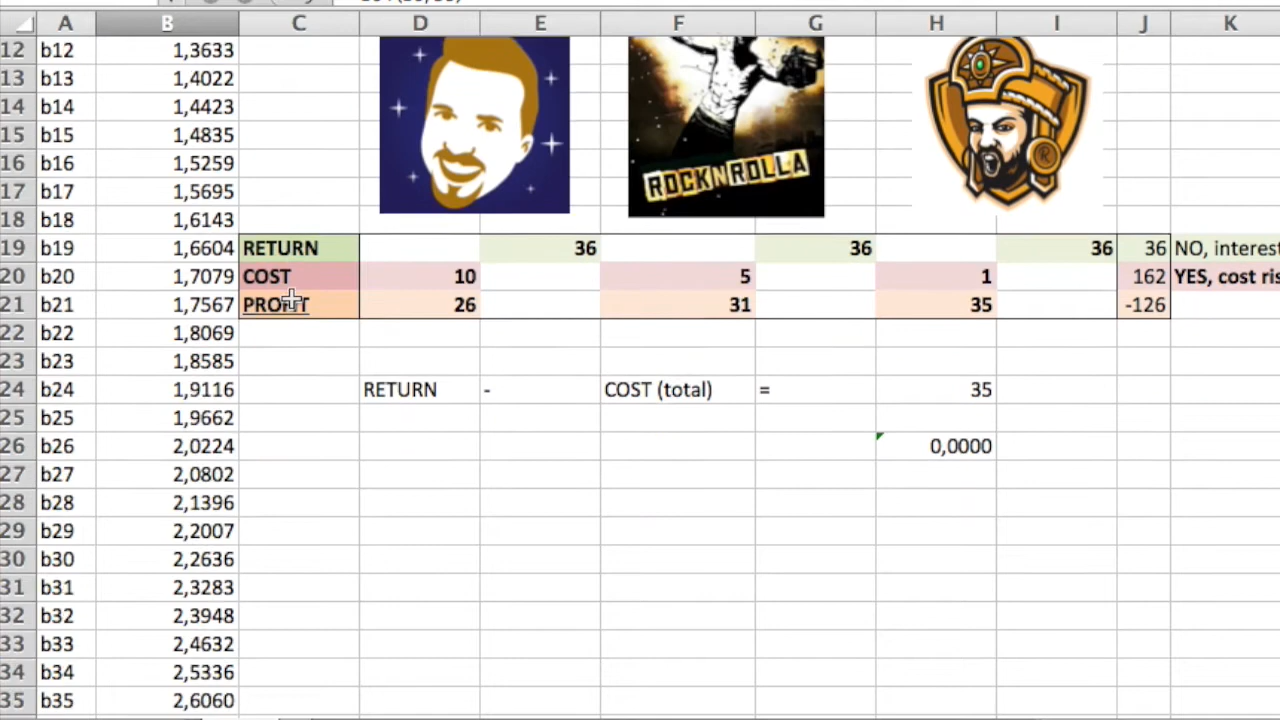 B C D E F G H I J K
12 b12 1,3633
13 b13 1,4022
14 b14 1,4423
15 b15 1,4835
16 b16 1,5259
17 b17 1,5695
18 b18 1,6143
ROCKNROLLA
R
19 b19 1,6604 RETURN 36 36 36 36 NO, interest
20 b20 1,7079 COST 10 5 1 162 YES, cost ris
21 b21 1,7567 PROFIT 26 31 35 -126
22 b22 1,8069
23 b23 1,8585
24 b24 1,9116 RETURN - COST (total) = 35
25 b25 1,9662
26 b26 2,0224 0,0000
27 b27 2,0802
28 b28 2,1396
29 b29 2,2007
30 b30 2,2636
31 b31 2,3283
32 b32 2,3948
33 b33 2,4632
34 b34 2,5336
35 b35 2,6060